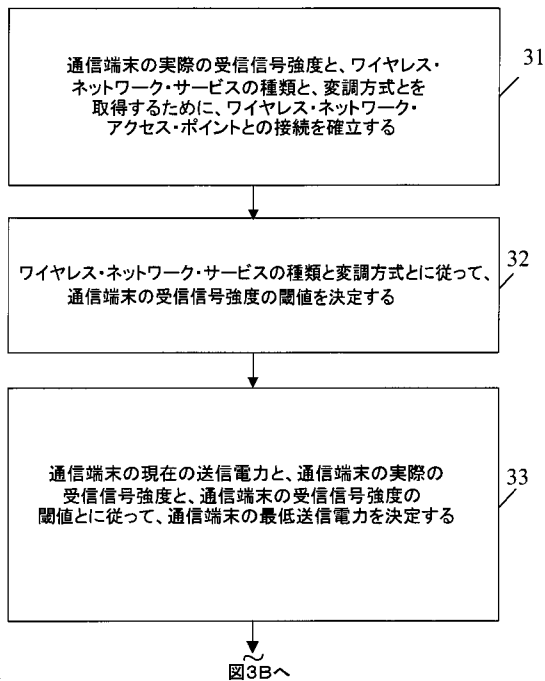 通信端末の実際の受信信号強度と、ワイヤレス・
ネットワーク・サービスの種類と、変調方式とを
取得するために、ワイヤレス・ネットワーク・
アクセス・ポイントとの接続を確立する
31
ワイヤレス・ネットワーク・サービスの種類と変調方式とに従って、
通信端末の受信信号強度の閾値を決定する
32
通信端末の現在の送信電力と、通信端末の実際の
受信信号強度と、通信端末の受信信号強度の
閾値とに従って、通信端末の最低送信電力を決定する
33
図3Bへ